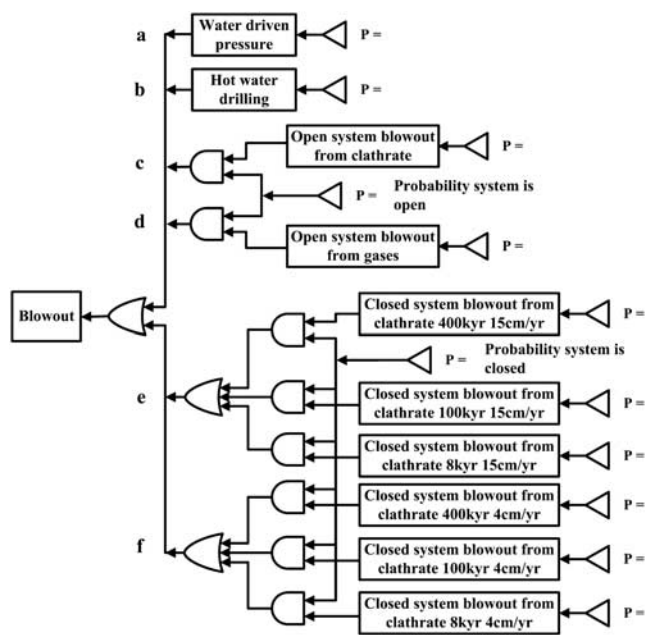 a
Water driven
pressure
P =
b
Hot water
drilling
P =
Open system blowout
from clathrate
P =
c
P = Probability system is
open
d
Open system blowout
from gases
P =
Blowout
Closed system blowout from
clathrate 400kyr 15cm/yr
P =
P = Probability system is
closed
e
Closed system blowout from
clathrate 100kyr 15cm/yr
P =
Closed system blowout from
clathrate 8kyr 15cm/yr
P =
Closed system blowout from
clathrate 400kyr 4cm/yr
P =
f
Closed system blowout from
clathrate 100kyr 4cm/yr
P =
Closed system blowout from
clathrate 8kyr 4cm/yr
P =